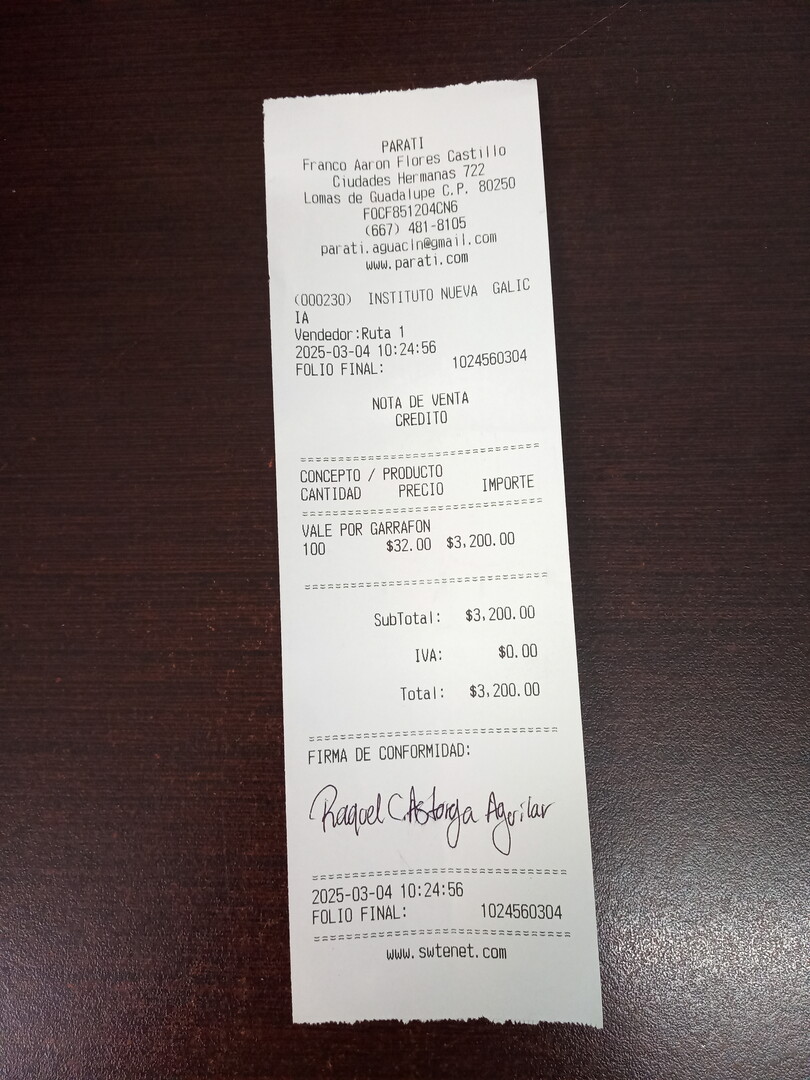 PARATI
Franco Aaron Flores Castillo
Ciudades Hermanas 722
Lomas de Guadalupe C.P. 80250
FOCF851204CN6
(667) 481-8105
parati.aguacln@gmail.com
www.parati.com
(000230) INSTITUTO NUEVA GALIC
IA
Vendedor:Ruta 1
2025-03-04 10:24:56
FOLIO FINAL: 1024560304
NOTA DE VENTA
CREDITO
==================================
CONCEPTO / PRODUCTO
CANTIDAD PRECIO IMPORTE
==================================
VALE POR GARRAFON
100 $32.00 $3,200.00
==================================
SubTotal: $3,200.00
IVA: $0.00
Total: $3,200.00
==================================
FIRMA DE CONFORMIDAD:
Raquel C. Astorga Aguilar
==================================
2025-03-04 10:24:56
FOLIO FINAL: 1024560304
==================================
www.swtenet.com